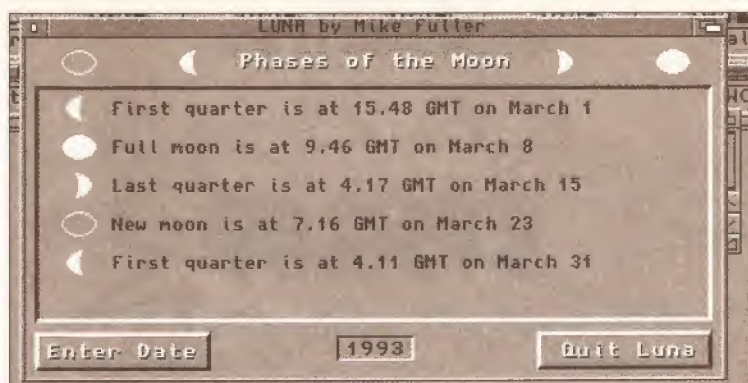 LUNA by Mike Fuller
Phases of the Moon
First quarter is at 15.48 GMT on March 1
Full moon is at 9.46 GMT on March 8
Last quarter is at 4.17 GMT on March 15
New moon is at 7.16 GMT on March 23
First quarter is at 4.11 GMT on March 31
Enter Date
1993
Quit Luna